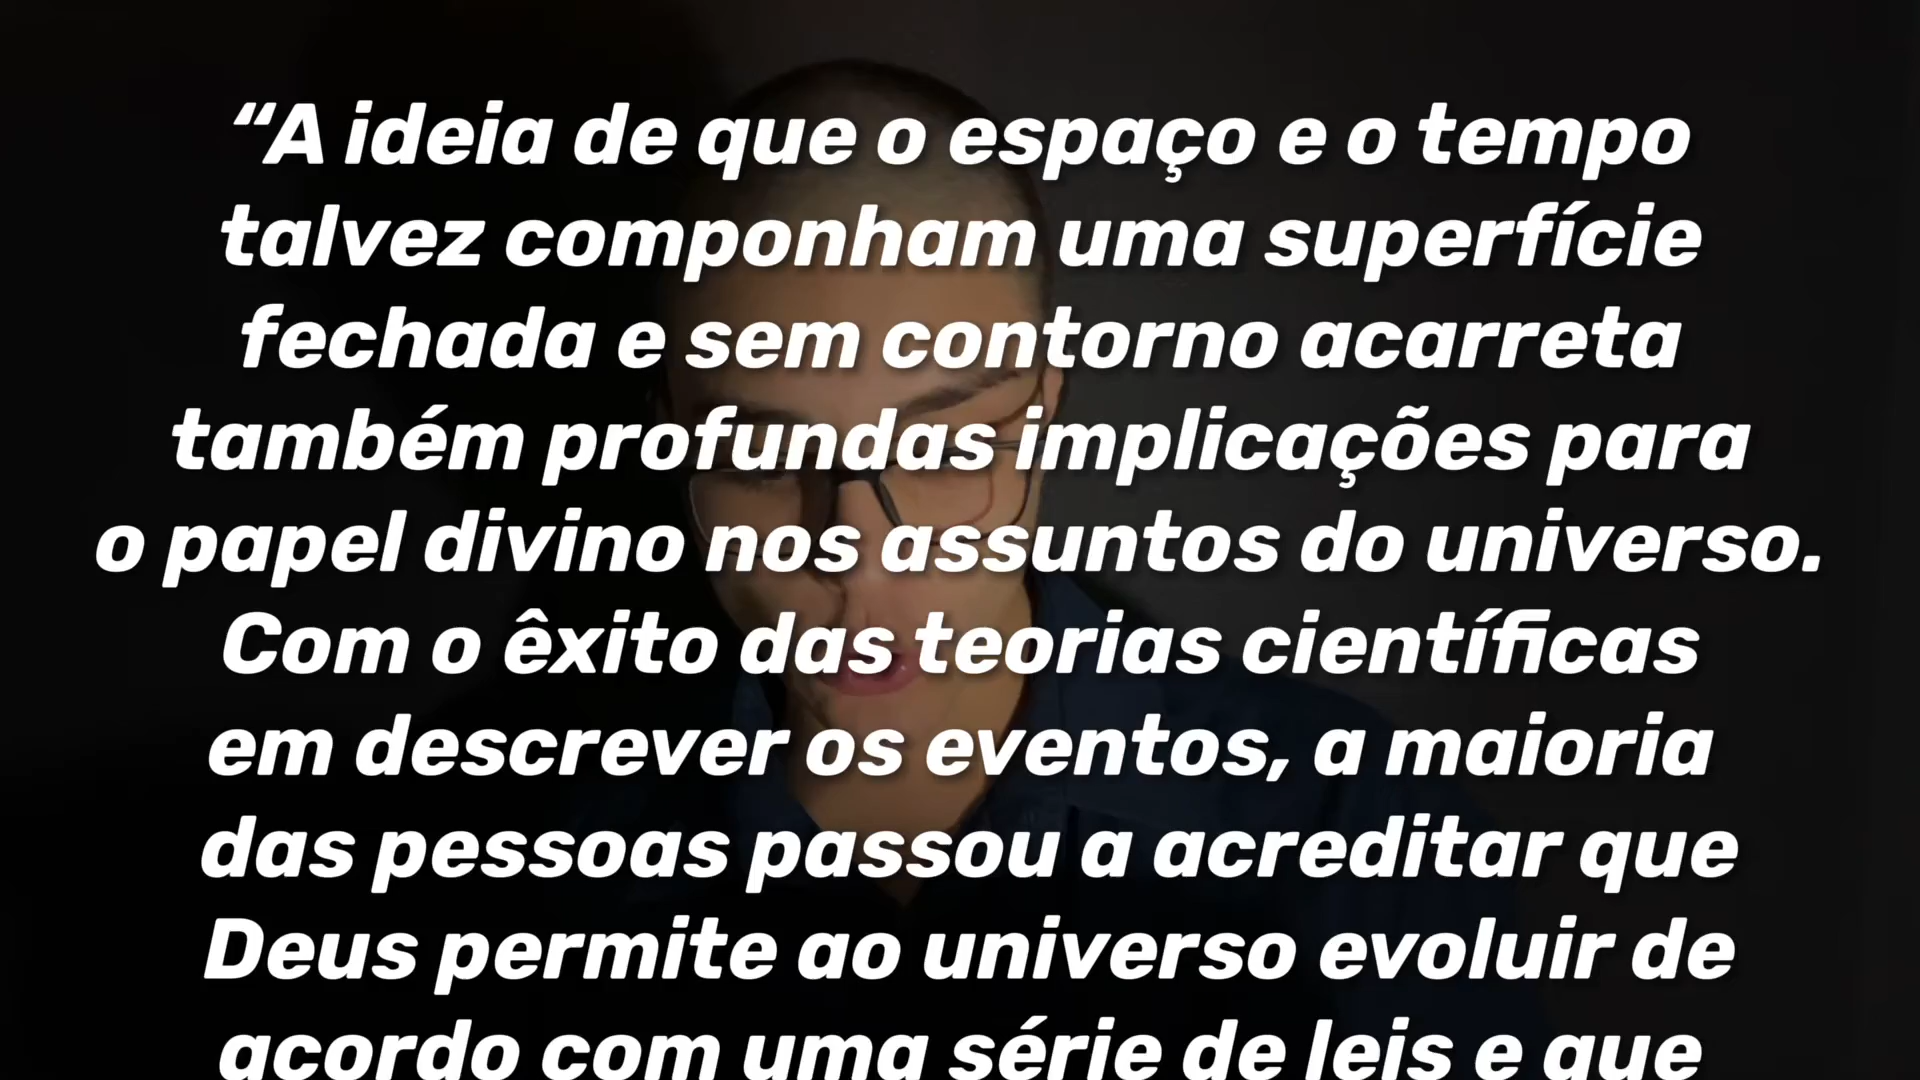 “A ideia de que o espaço e o tempo
talvez componham uma superfície
fechada e sem contorno acarreta
também profundas implicações para
o papel divino nos assuntos do universo.
Com o êxito das teorias científicas
em descrever os eventos, a maioria
das pessoas passou a acreditar que
Deus permite ao universo evoluir de
acordo com uma série de leis e que